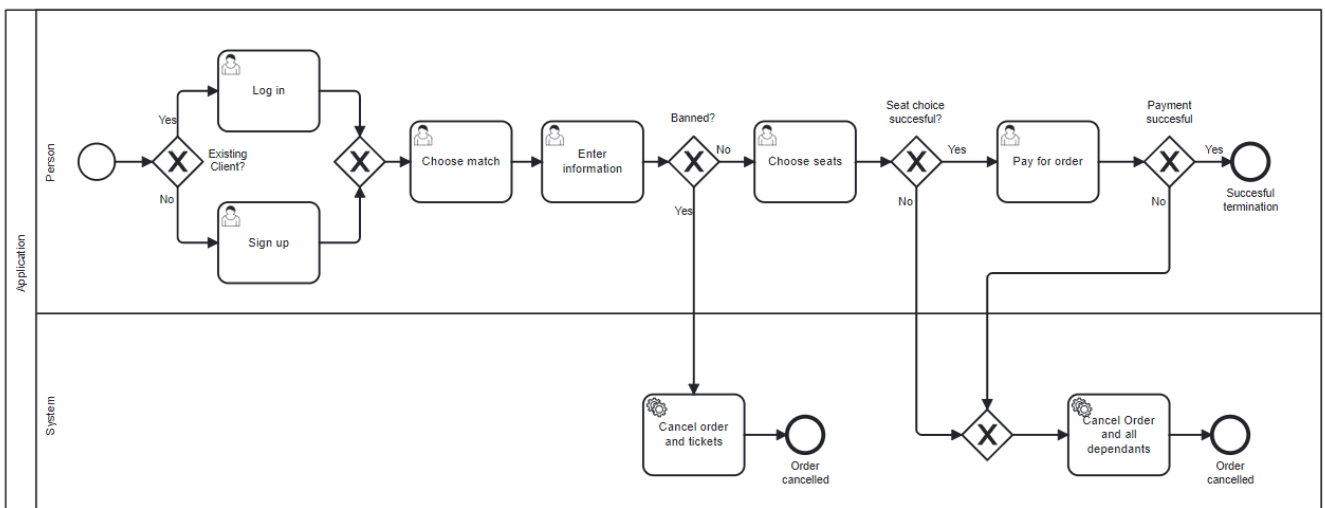 Application
Person
Existing
Client?
Yes
No
Log in
Sign up
Choose match
Enter
information
Banned?
No
Yes
Choose seats
Seat choice
succesful?
Yes
No
Pay for order
Payment
succesful
Yes
No
Succesful
termination
System
Cancel order
and tickets
Order
cancelled
Cancel Order
and all
dependants
Order
cancelled